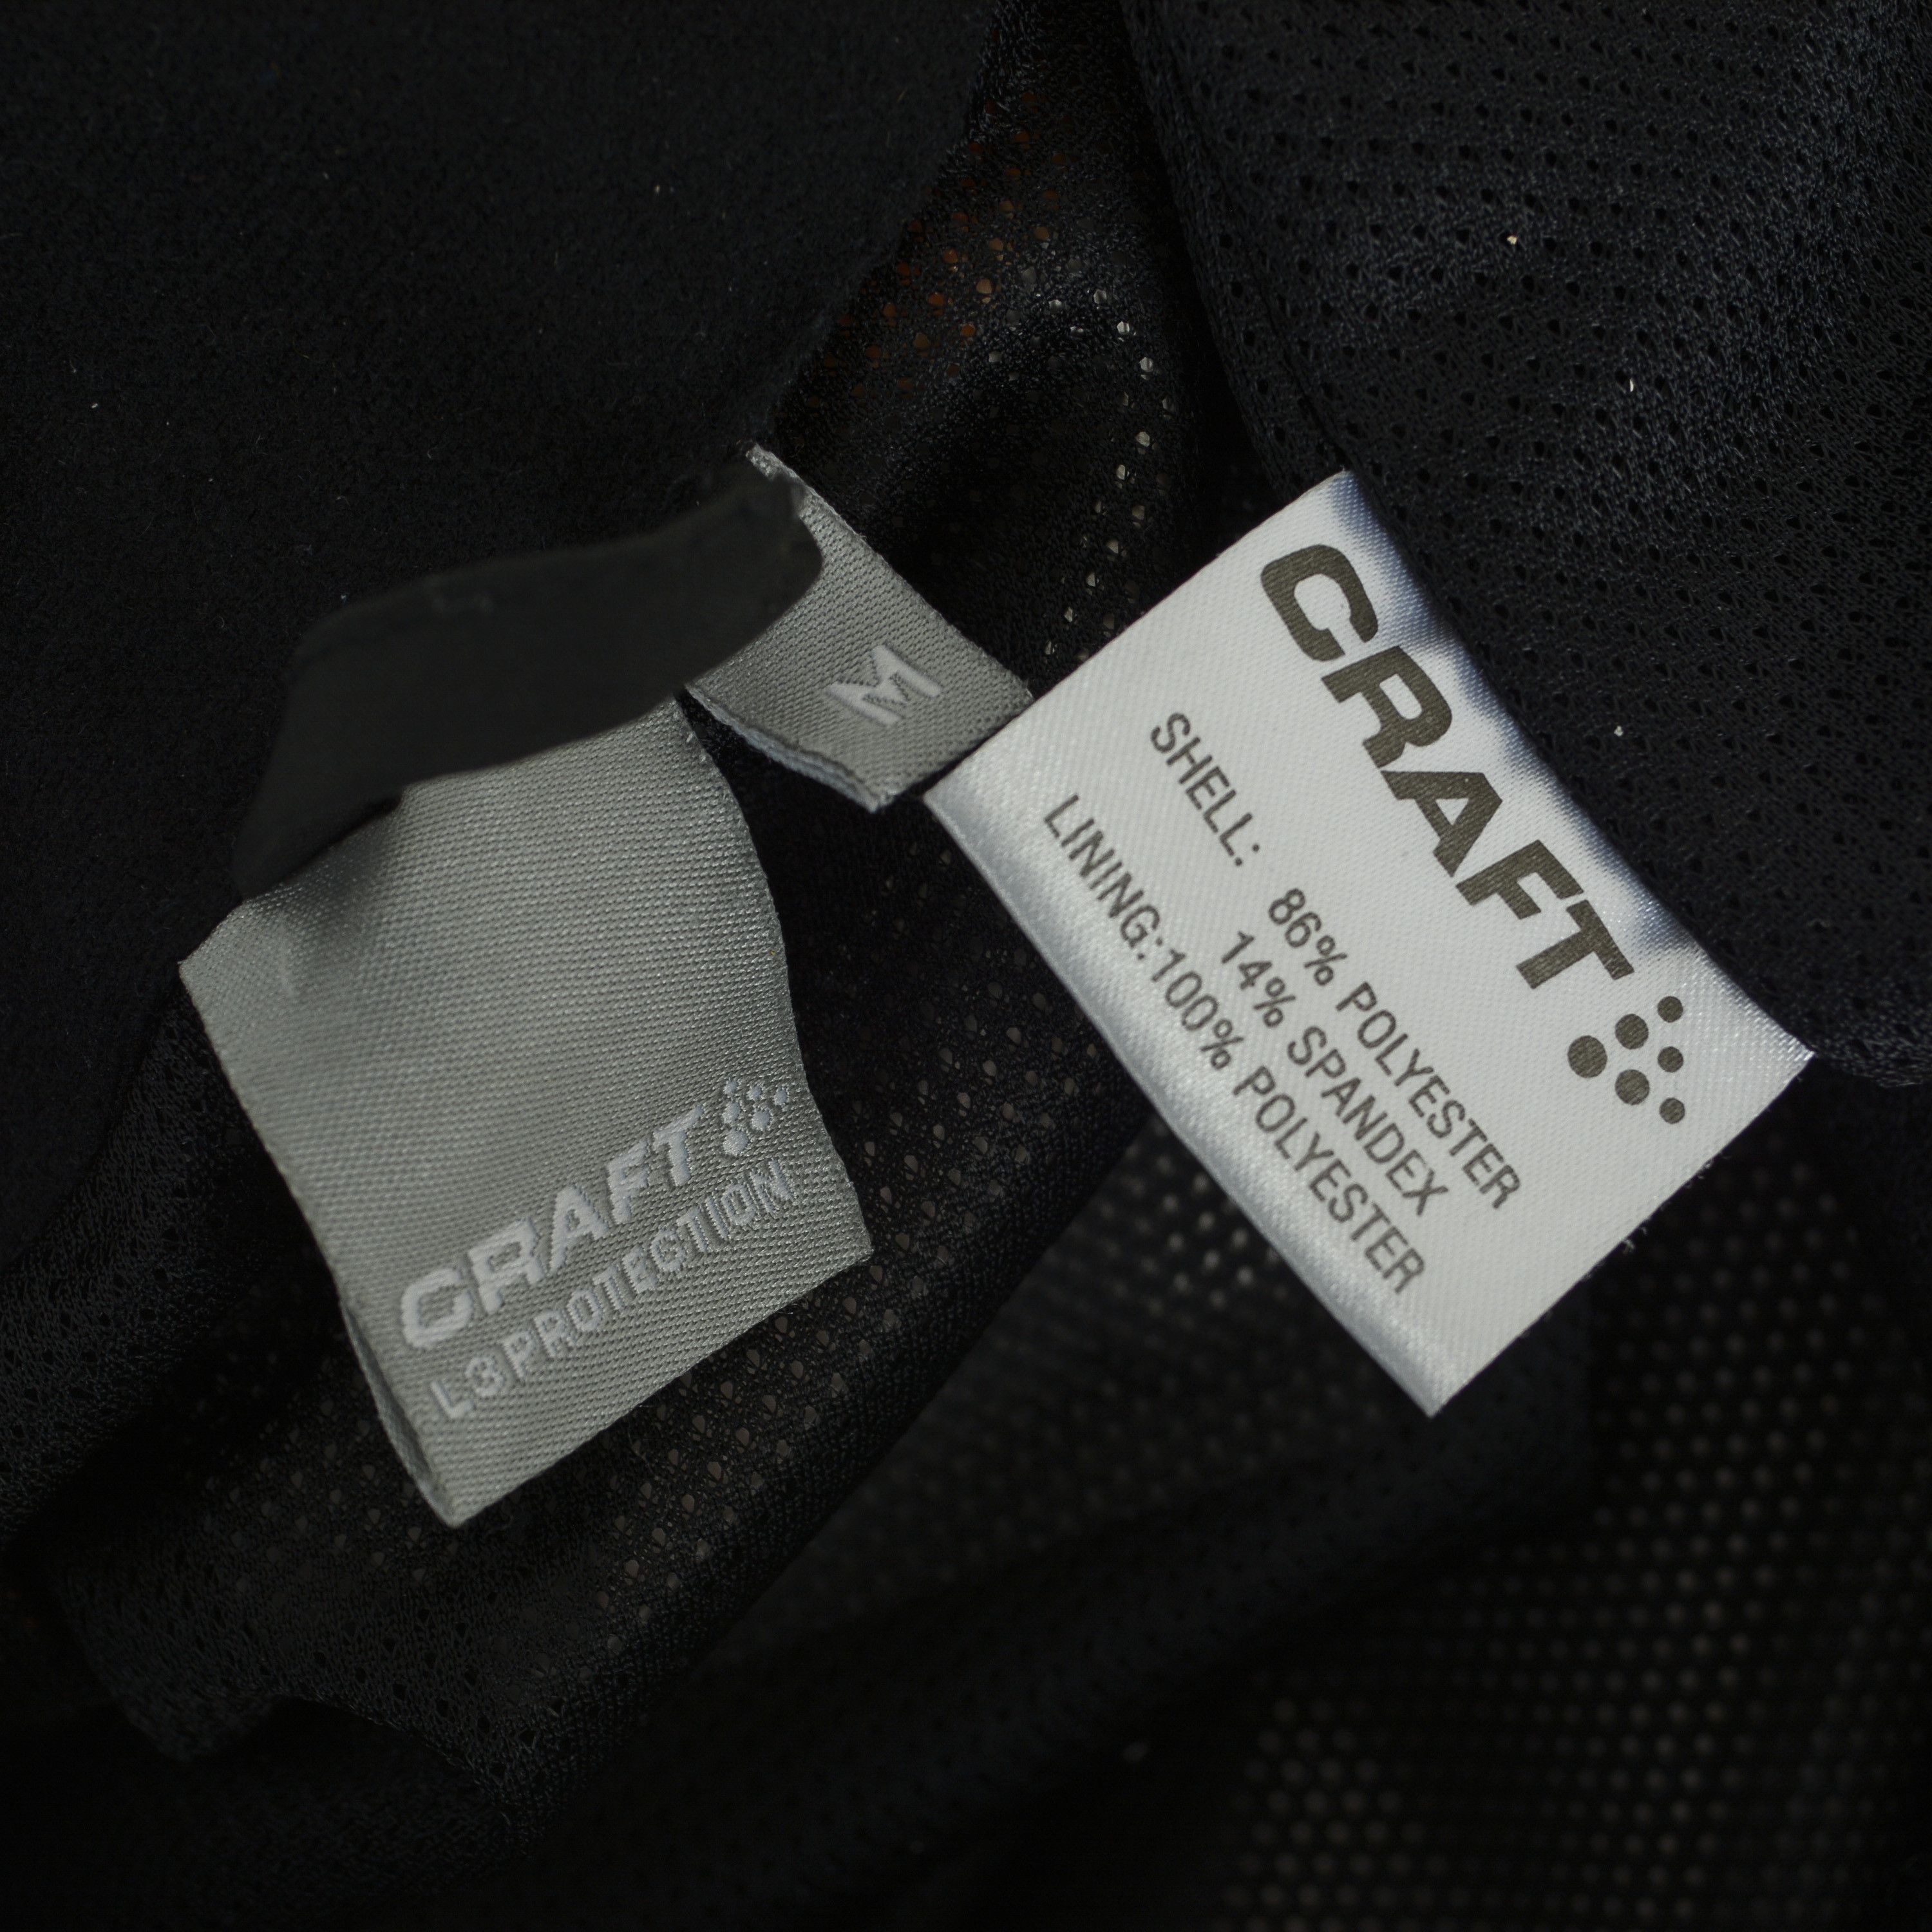 M
CRAFT
L3 PROTECTION
CRAFT
SHELL: 86% POLYESTER
14% SPANDEX
LINING:100% POLYESTER